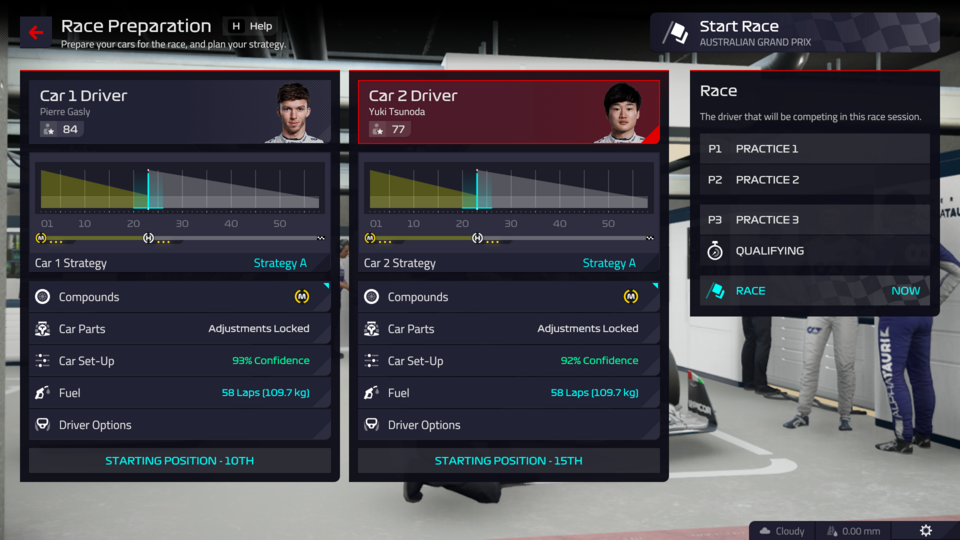 Race Preparation
H Help
Prepare your cars for the race, and plan your strategy.
Start Race
AUSTRALIAN GRAND PRIX
Car 1 Driver
Pierre Gasly
84
01 10 20 30 40 50
M H
Car 1 Strategy Strategy A
Compounds M
Car Parts Adjustments Locked
Car Set-Up 93% Confidence
Fuel 58 Laps (109.7 kg)
Driver Options
STARTING POSITION - 10TH
Car 2 Driver
Yuki Tsunoda
77
01 10 20 30 40 50
M H
Car 2 Strategy Strategy A
Compounds M
Car Parts Adjustments Locked
Car Set-Up 92% Confidence
Fuel 58 Laps (109.7 kg)
Driver Options
STARTING POSITION - 15TH
Race
The driver that will be competing in this race session.
P1 PRACTICE 1
P2 PRACTICE 2
P3 PRACTICE 3
QUALIFYING
RACE NOW
ALPHATAURI
Cloudy 0.00 mm